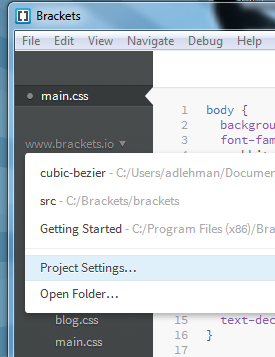 Brackets
File Edit View Navigate Debug Help
main.css
www.brackets.io
1 body {
2 backgroun
3 font-fam
4
cubic-bezier - C:/Users/adlehman/Documen
src - C:/Brackets/brackets
Getting Started - C:/Program Files (x86)/Bra
Project Settings...
Open Folder...
blog.css
15 text-dec
main.css
16 }
17